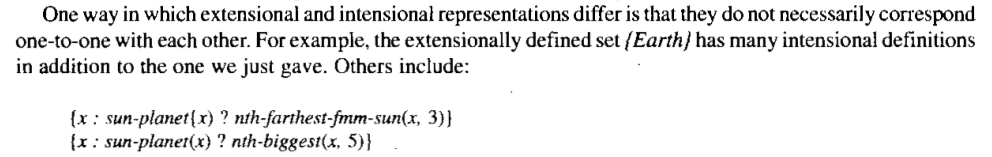 One way in which extensional and intensional representations differ is that they do not necessarily correspond
one-to-one with each other. For example, the extensionally defined set {Earth} has many intensional definitions
in addition to the one we just gave. Others include:
{x : sun-planet{x) ? nth-farthest-fmm-sun(x, 3)}
{x : sun-planet(x) ? nth-biggest(x, 5)}